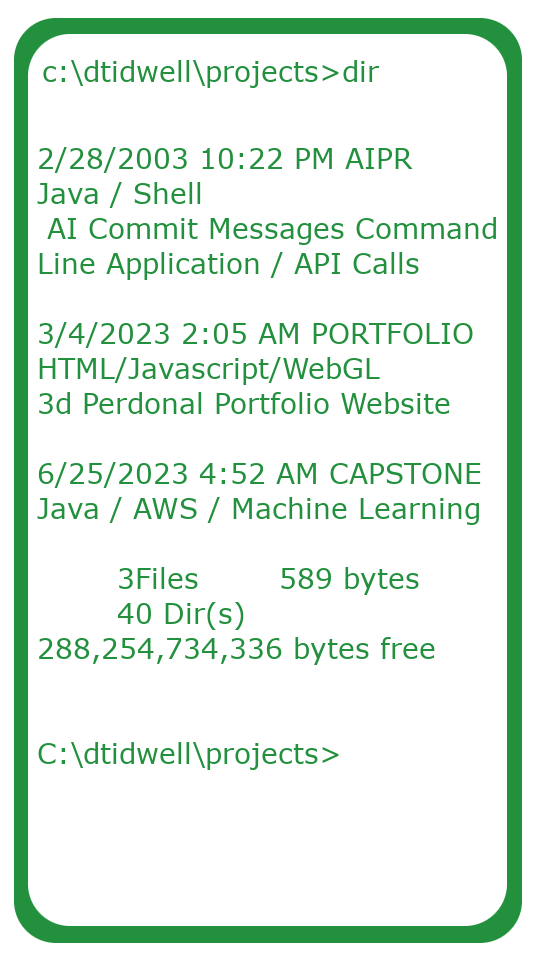 c:\dtidwell\projects>dir
2/28/2003 10:22 PM AIPR
Java / Shell
AI Commit Messages Command
Line Application / API Calls
3/4/2023 2:05 AM PORTFOLIO
HTML/Javascript/WebGL
3d Perdonal Portfolio Website
6/25/2023 4:52 AM CAPSTONE
Java / AWS / Machine Learning
3Files 589 bytes
40 Dir(s)
288,254,734,336 bytes free
C:\dtidwell\projects>